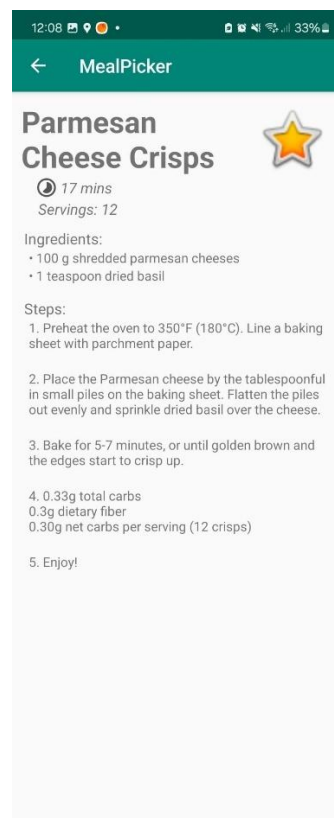 12:08
33%
MealPicker
Parmesan
Cheese Crisps
17 mins
Servings: 12
Ingredients:
• 100 g shredded parmesan cheeses
• 1 teaspoon dried basil
Steps:
1. Preheat the oven to 350°F (180°C). Line a baking
sheet with parchment paper.
2. Place the Parmesan cheese by the tablespoonful
in small piles on the baking sheet. Flatten the piles
out evenly and sprinkle dried basil over the cheese.
3. Bake for 5-7 minutes, or until golden brown and
the edges start to crisp up.
4. 0.33g total carbs
0.3g dietary fiber
0.30g net carbs per serving (12 crisps)
5. Enjoy!